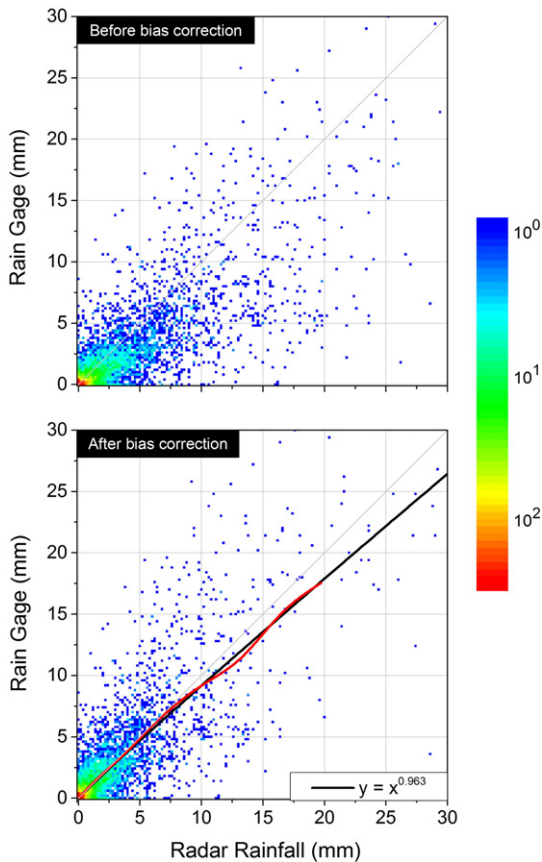 Before bias correction
30
25
20
15
10
5
0
Rain Gage (mm)
10^0
10^1
10^2
After bias correction
30
25
20
15
10
5
0
Rain Gage (mm)
y = x^0.963
0 5 10 15 20 25 30
Radar Rainfall (mm)